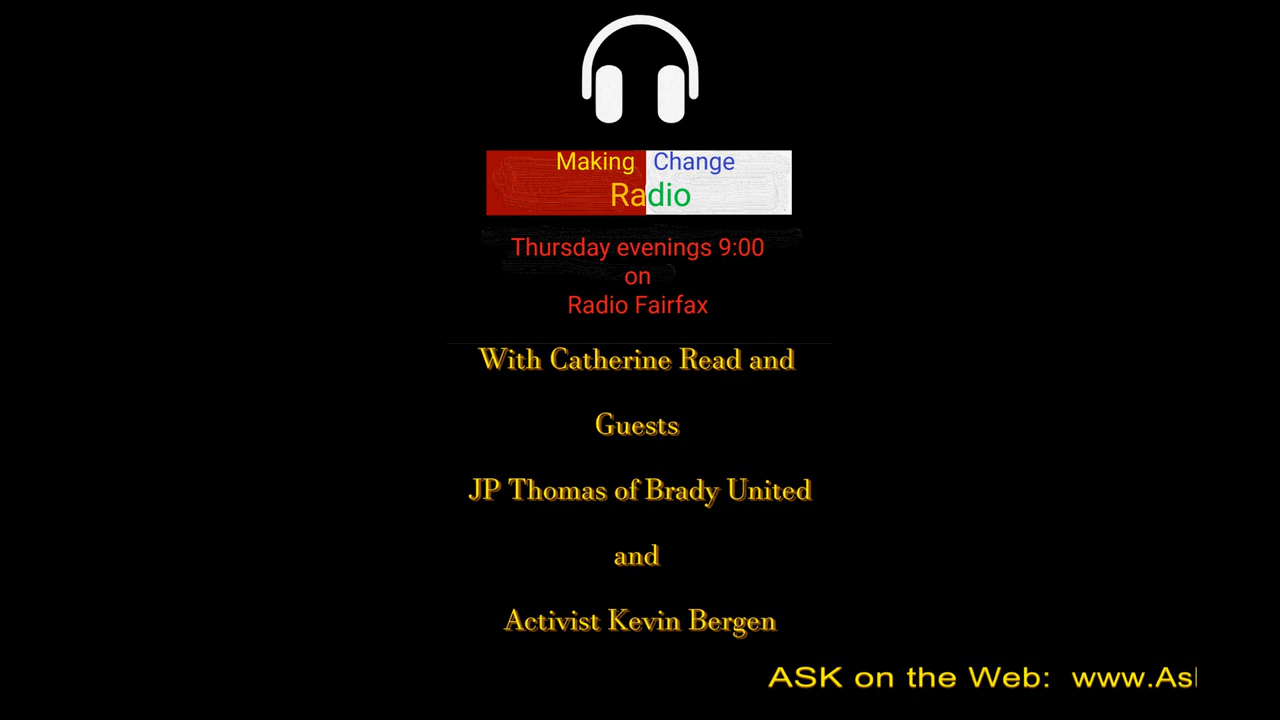 Making Change
Radio
Thursday evenings 9:00
on
Radio Fairfax
With Catherine Read and
Guests
JP Thomas of Brady United
and
Activist Kevin Bergen
ASK on the Web: www.As